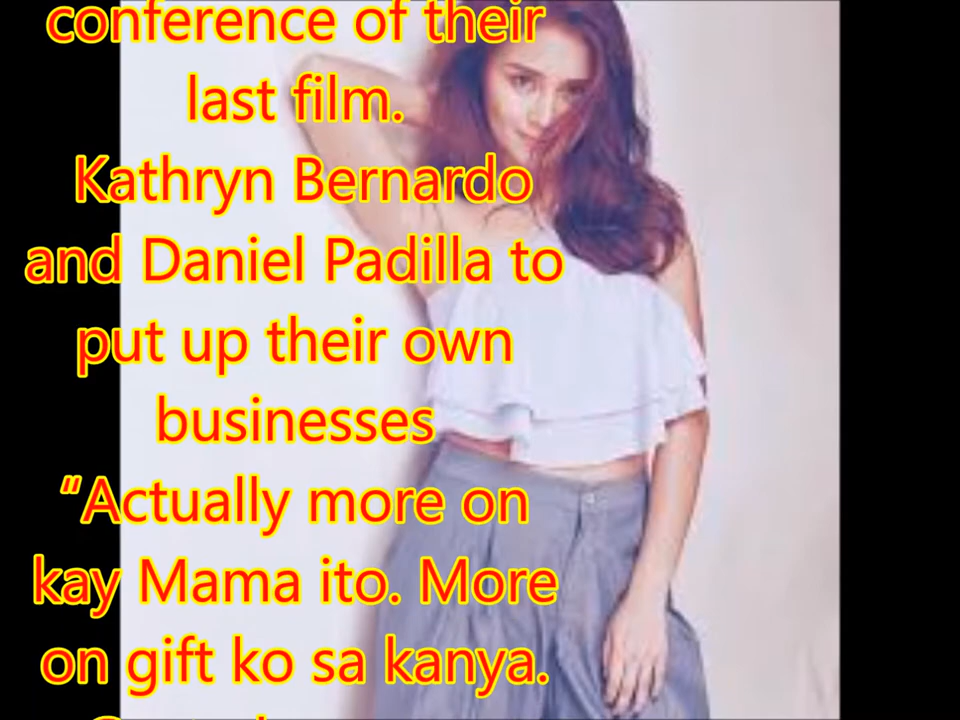 conference of their
last film.
Kathryn Bernardo
and Daniel Padilla to
put up their own
businesses
“Actually more on
kay Mama ito. More
on gift ko sa kanya.